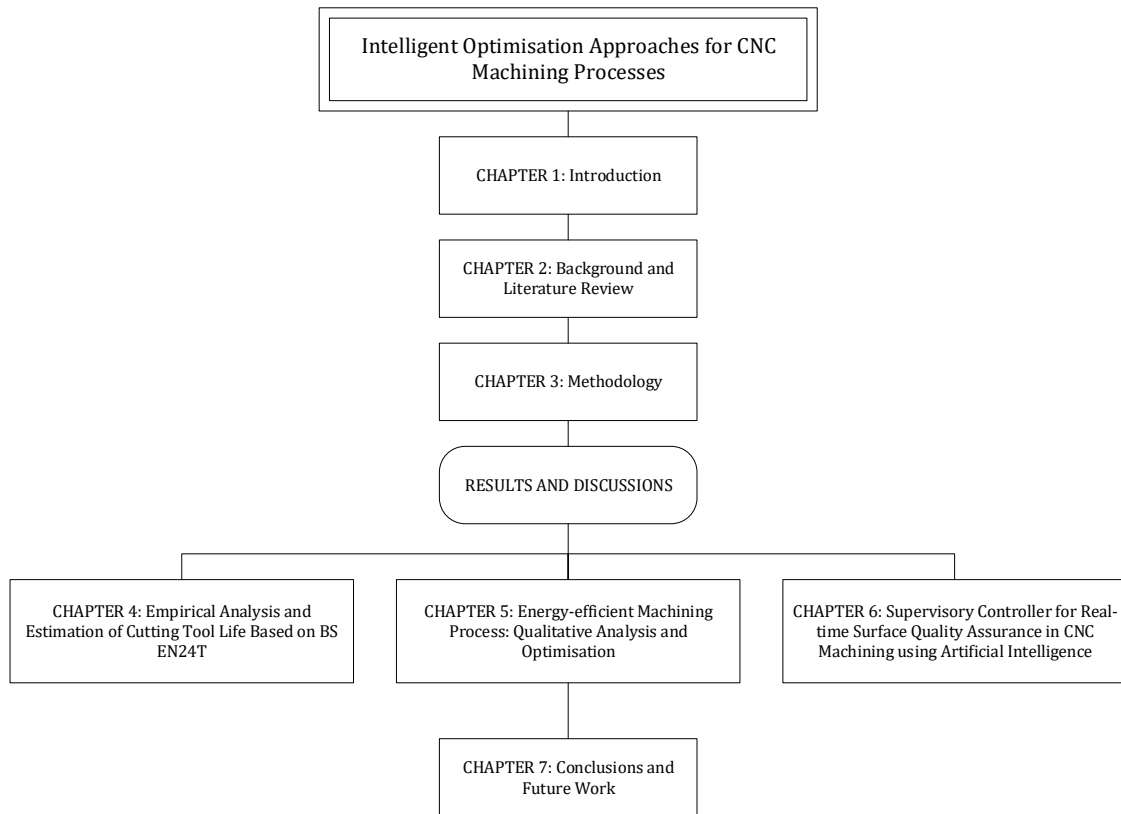 Intelligent Optimisation Approaches for CNC
Machining Processes
CHAPTER 1: Introduction
CHAPTER 2: Background and
Literature Review
CHAPTER 3: Methodology
RESULTS AND DISCUSSIONS
CHAPTER 4: Empirical Analysis and
Estimation of Cutting Tool Life Based on BS
EN24T
CHAPTER 5: Energy-efficient Machining
Process: Qualitative Analysis and
Optimisation
CHAPTER 6: Supervisory Controller for Real-
time Surface Quality Assurance in CNC
Machining using Artificial Intelligence
CHAPTER 7: Conclusions and
Future Work